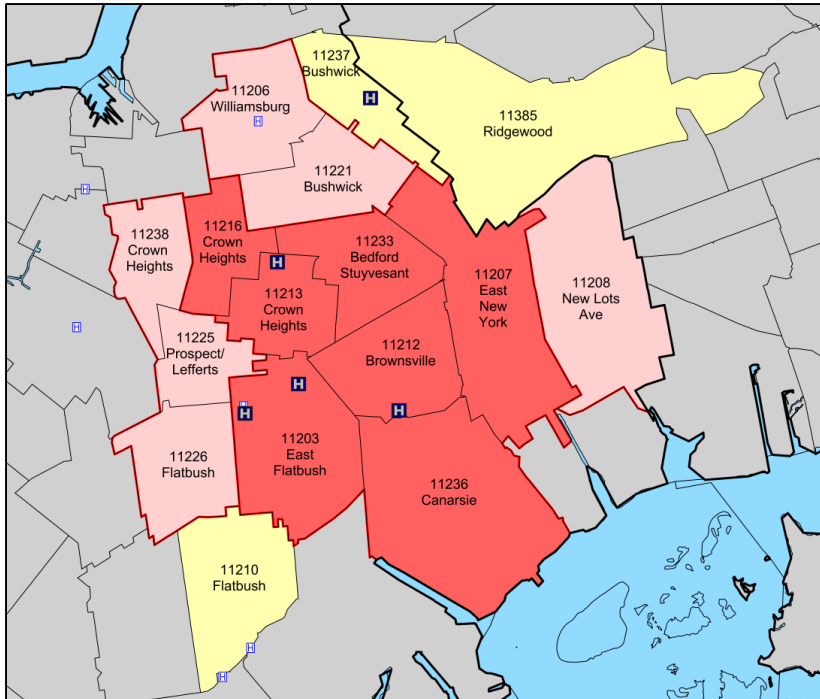 11237
Bushwick
11206
Williamsburg
H
H
11385
Ridgewood
11221
Bushwick
H
11238
Crown
Heights
11216
Crown
Heights
11233
Bedford
Stuyvesant
H
11207
East
New
York
11208
New Lots
Ave
11213
Crown
Heights
H
11225
Prospect/
Lefferts
11212
Brownsville
H
H
H
H
11203
East
Flatbush
11226
Flatbush
11236
Canarsie
11210
Flatbush
H
H